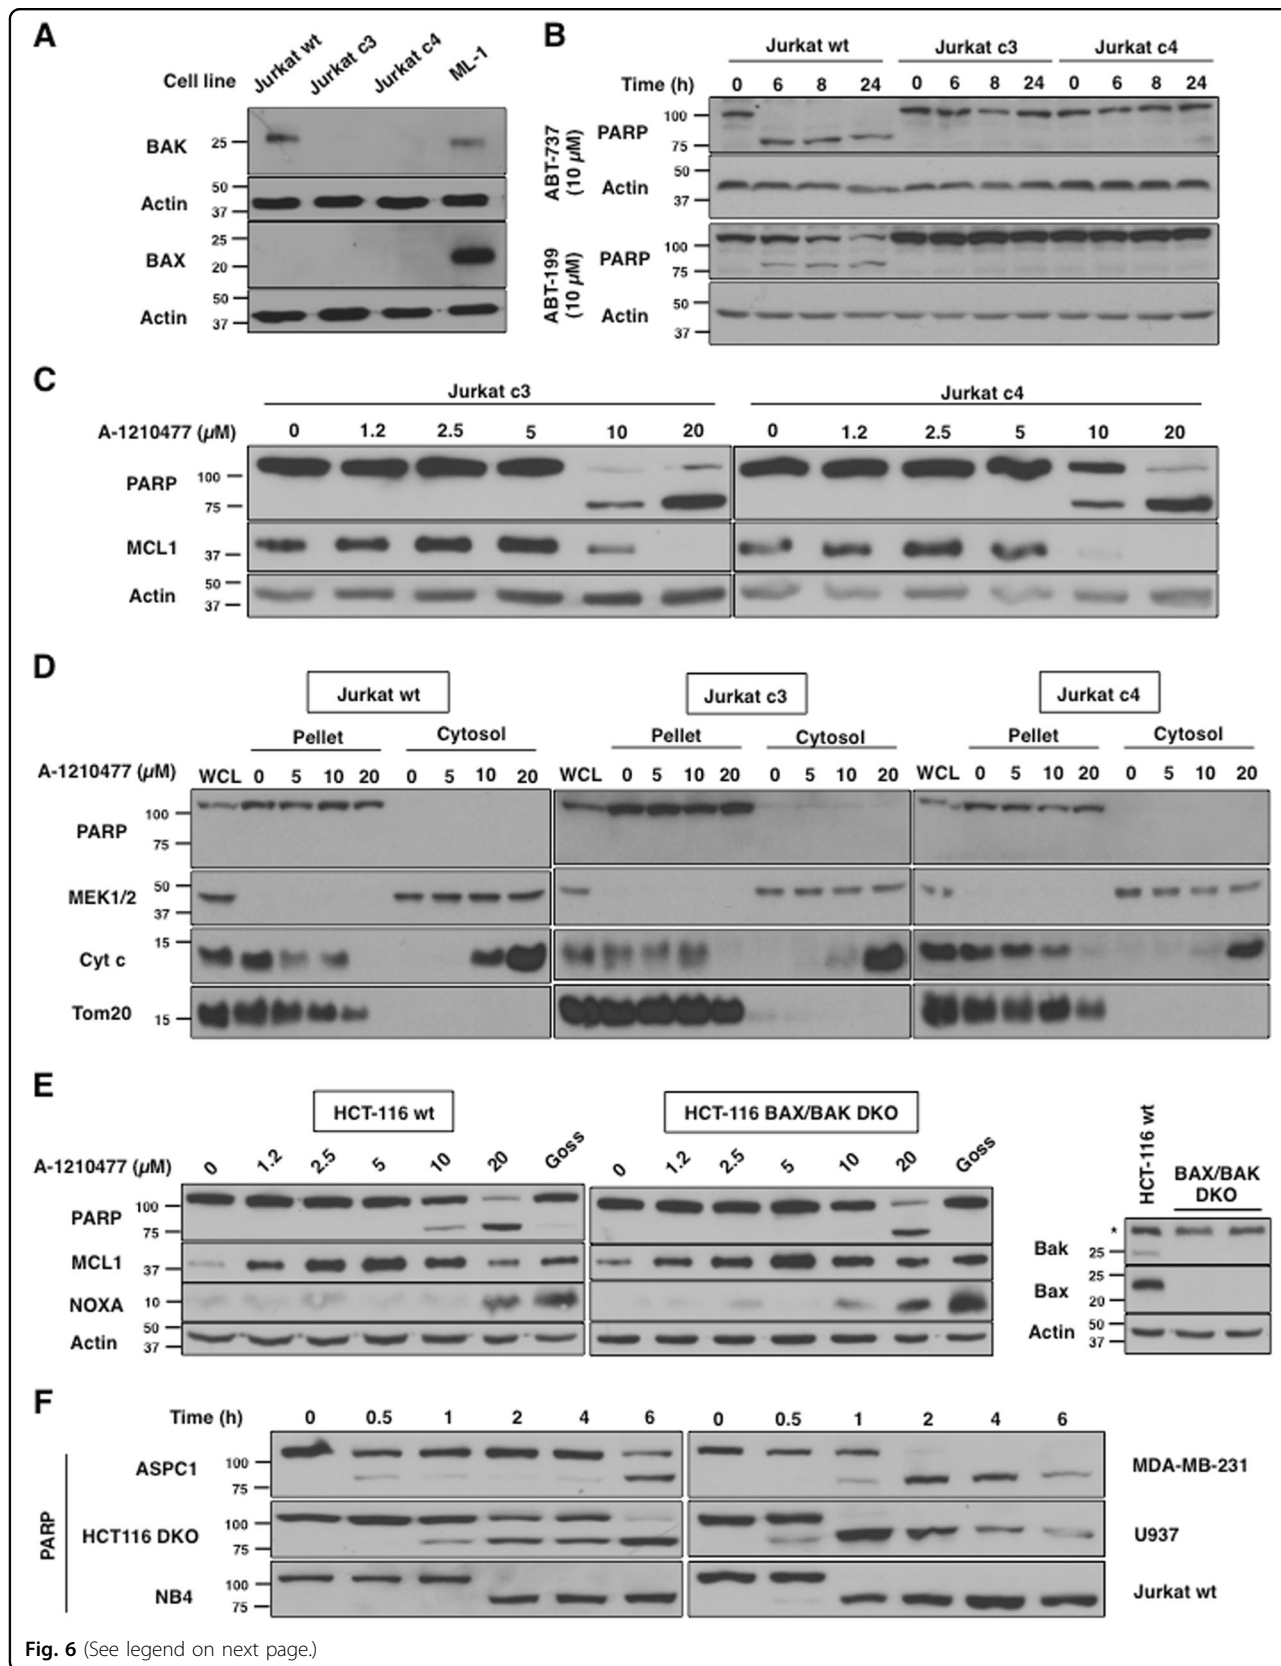 A
Cell line
Jurkat wt
Jurkat c3
Jurkat c4
ML-1
BAK
25
Actin
50
37
BAX
25
20
Actin
50
37
B
Jurkat wt
Jurkat c3
Jurkat c4
Time (h)
0 6 8 24 0 6 8 24 0 6 8 24
ABT-737
(10 µM)
PARP
100
75
Actin
50
37
ABT-199
(10 µM)
PARP
100
75
Actin
50
37
C
Jurkat c3
Jurkat c4
A-1210477 (µM)
0 1.2 2.5 5 10 20 0 1.2 2.5 5 10 20
PARP
100
75
MCL1
37
Actin
50
37
D
Jurkat wt
Jurkat c3
Jurkat c4
Pellet Cytosol Pellet Cytosol Pellet Cytosol
A-1210477 (µM)
WCL 0 5 10 20 0 5 10 20 WCL 0 5 10 20 0 5 10 20 WCL 0 5 10 20 0 5 10 20
PARP
100
75
MEK1/2
50
37
Cyt c
15
Tom20
15
E
HCT-116 wt
HCT-116 BAX/BAK DKO
A-1210477 (µM)
0 1.2 2.5 5 10 20 Goss 0 1.2 2.5 5 10 20 Goss
PARP
100
75
MCL1
37
NOXA
10
Actin
50
37
HCT-116 wt
BAX/BAK
DKO
*
Bak
25
Bax
25
20
Actin
50
37
F
Time (h)
0 0.5 1 2 4 6 0 0.5 1 2 4 6
PARP
ASPC1
100
75
MDA-MB-231
HCT116 DKO
100
75
U937
NB4
100
75
Jurkat wt
Fig. 6 (See legend on next page.)